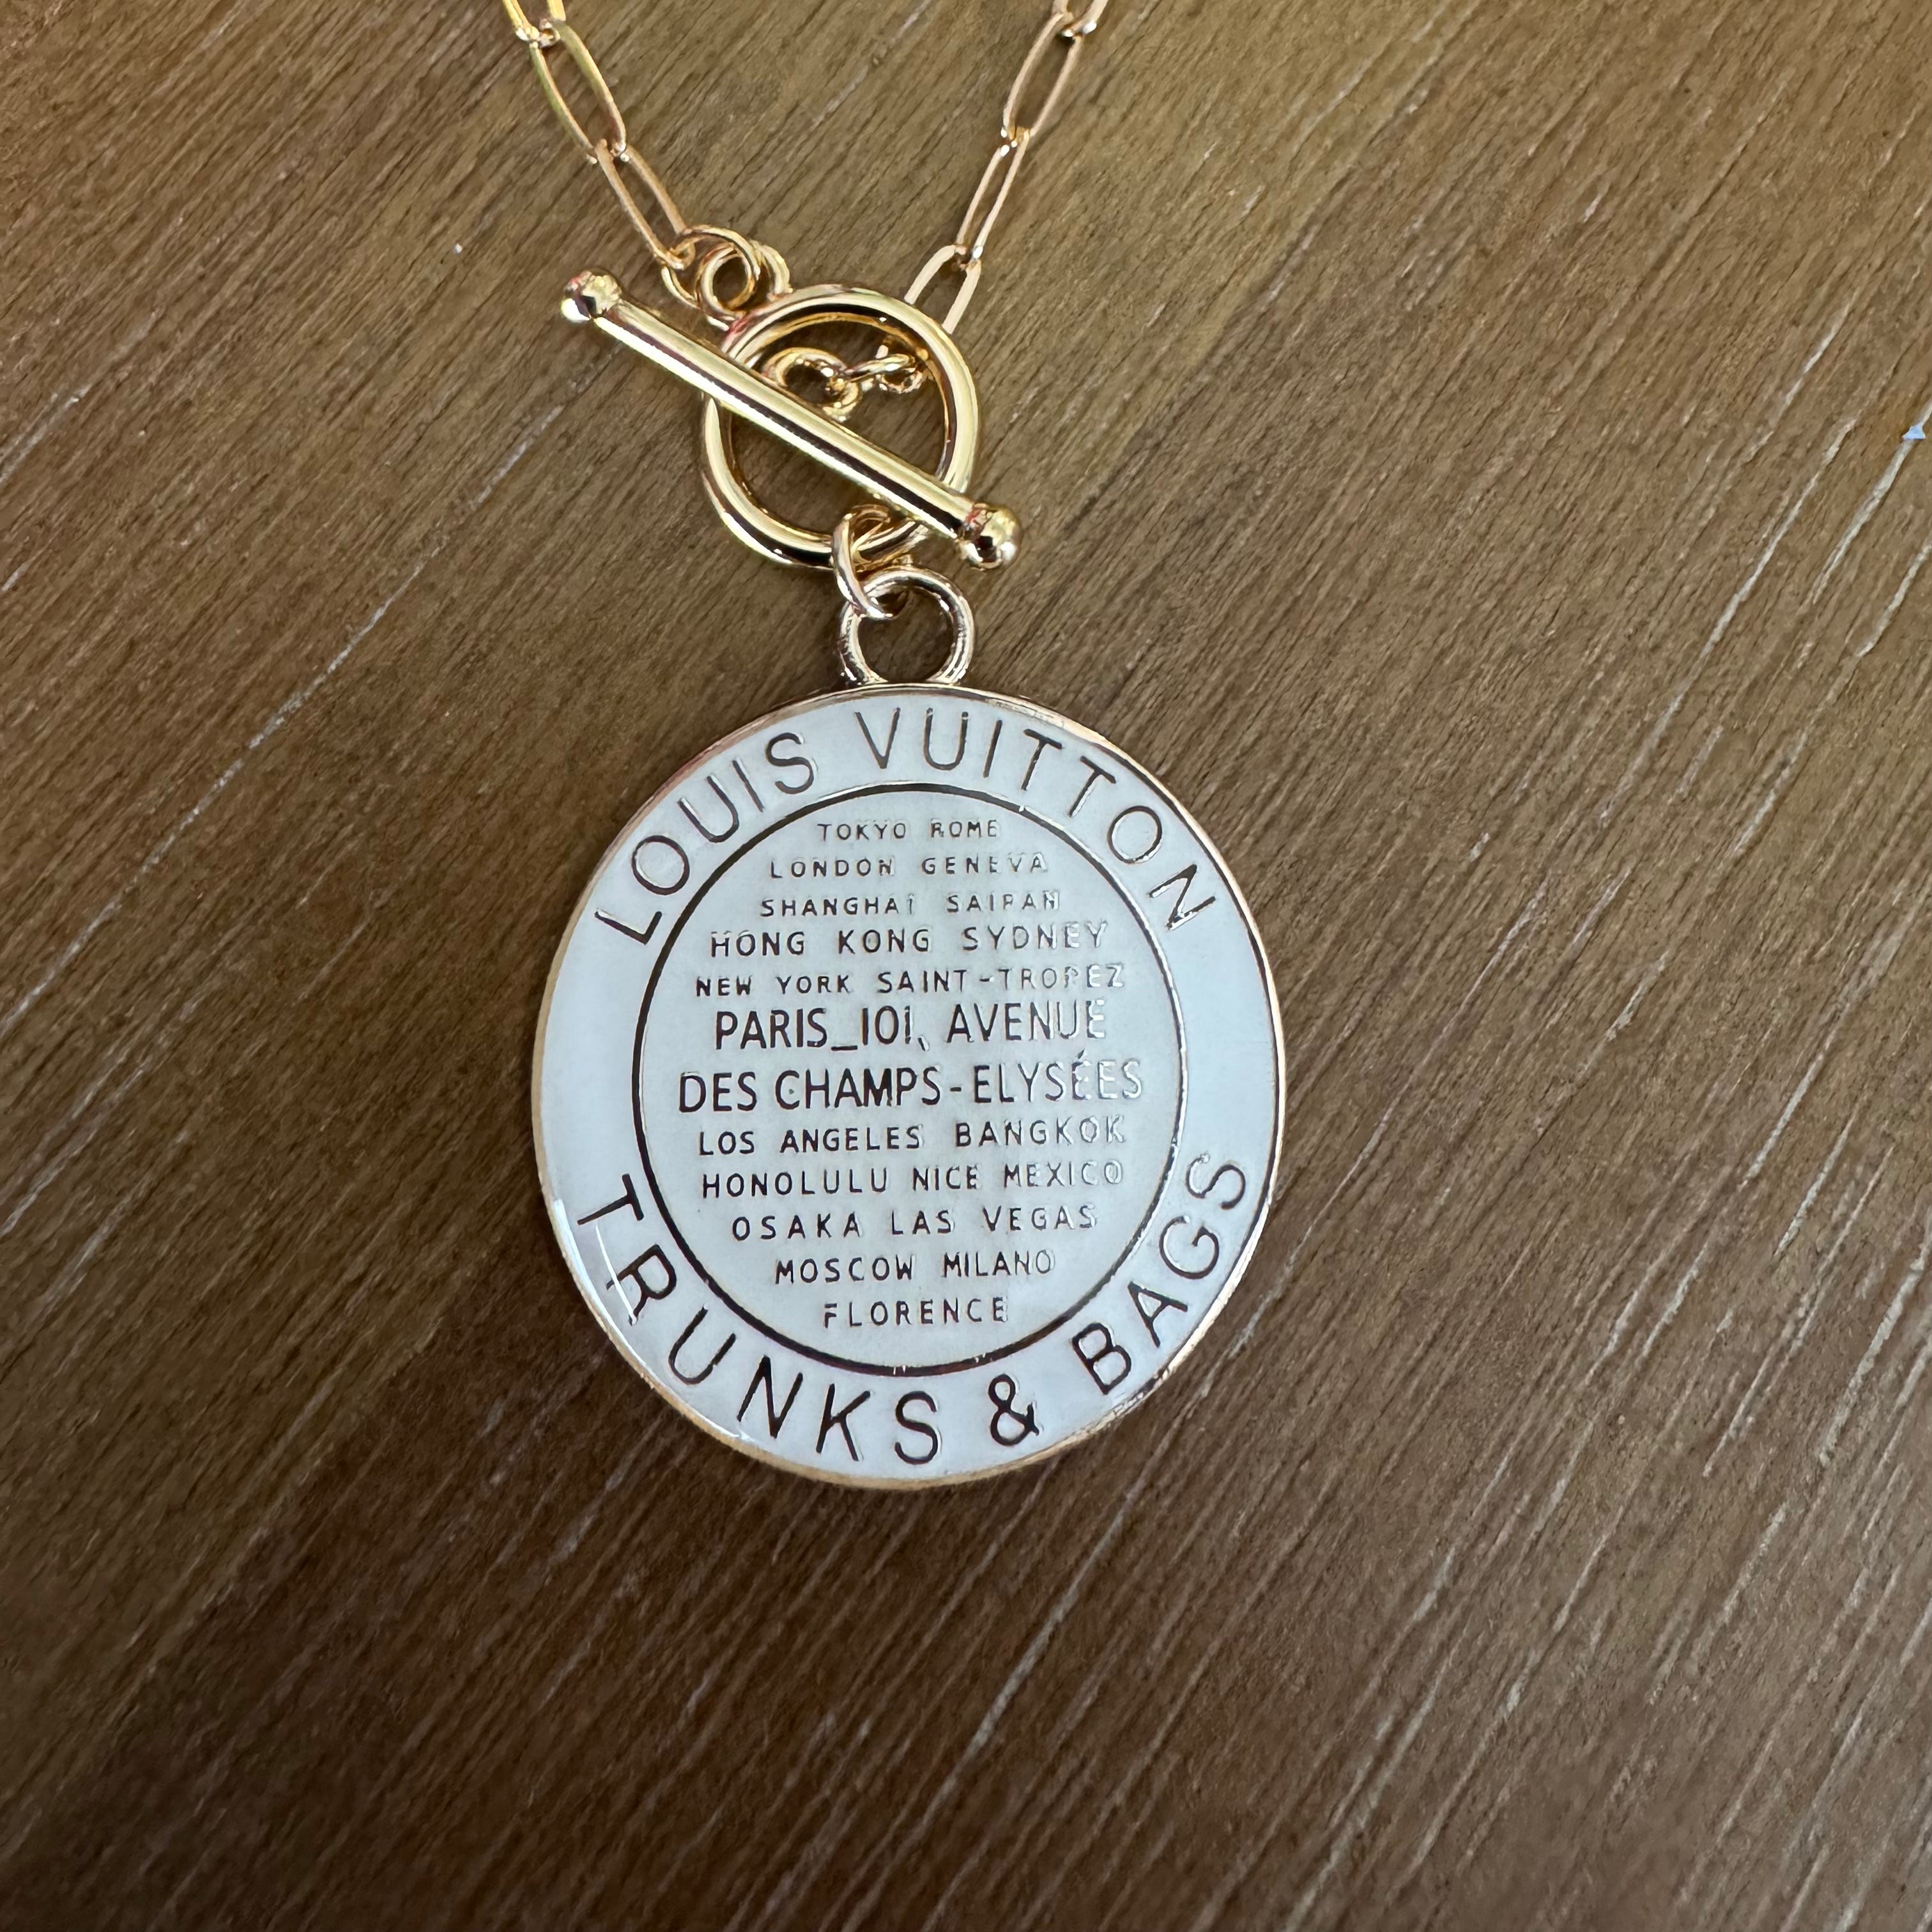 LOUIS VUITTON
TOKYO ROME
LONDON GENEVA
SHANGHAI SAIPAN
HONG KONG SYDNEY
NEW YORK SAINT-TROPEZ
PARIS_101, AVENUE
DES CHAMPS-ELYSÉES
LOS ANGELES BANGKOK
HONOLULU NICE MEXICO
OSAKA LAS VEGAS
MOSCOW MILANO
FLORENCE
TRUNKS & BAGS